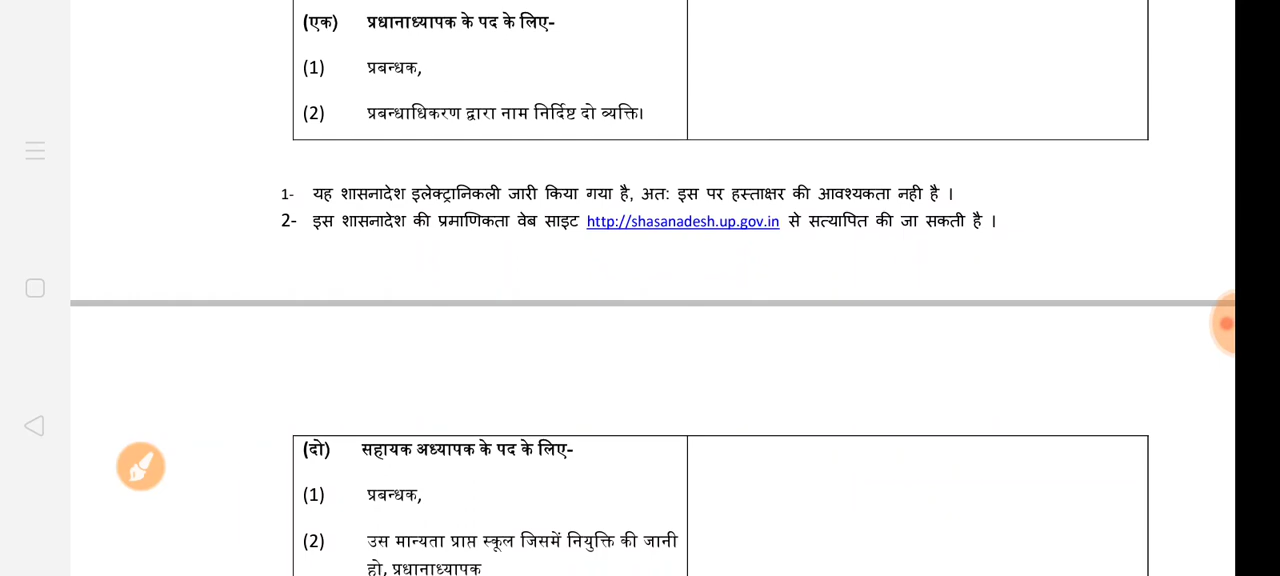 (एक) प्रधानाध्यापक के पद के लिए-
(1) प्रबन्धक,
(2) प्रबन्धाधिकरण द्वारा नाम निर्दिष्ट दो व्यक्ति।
1- यह शासनादेश इलेक्ट्रानिकली जारी किया गया है, अत: इस पर हस्ताक्षर की आवश्यकता नही है ।
2- इस शासनादेश की प्रमाणिकता वेब साइट http://shasanadesh.up.gov.in से सत्यापित की जा सकती है ।
(दो) सहायक अध्यापक के पद के लिए-
(1) प्रबन्धक,
(2) उस मान्यता प्राप्त स्कूल जिसमें नियुक्ति की जानी
हो, प्रधानाध्यापक